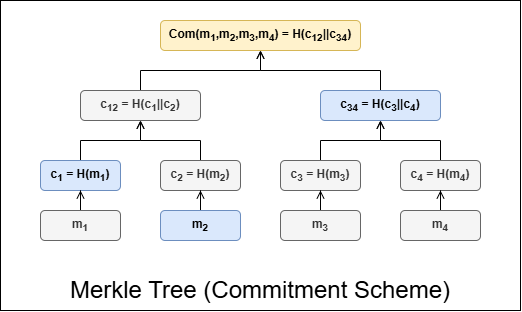 Com(m₁,m₂,m₃,m₄) = H(c₁₂||c₃₄)
c₁₂ = H(c₁||c₂) c₃₄ = H(c₃||c₄)
c₁ = H(m₁) c₂ = H(m₂) c₃ = H(m₃) c₄ = H(m₄)
m₁ m₂ m₃ m₄
Merkle Tree (Commitment Scheme)